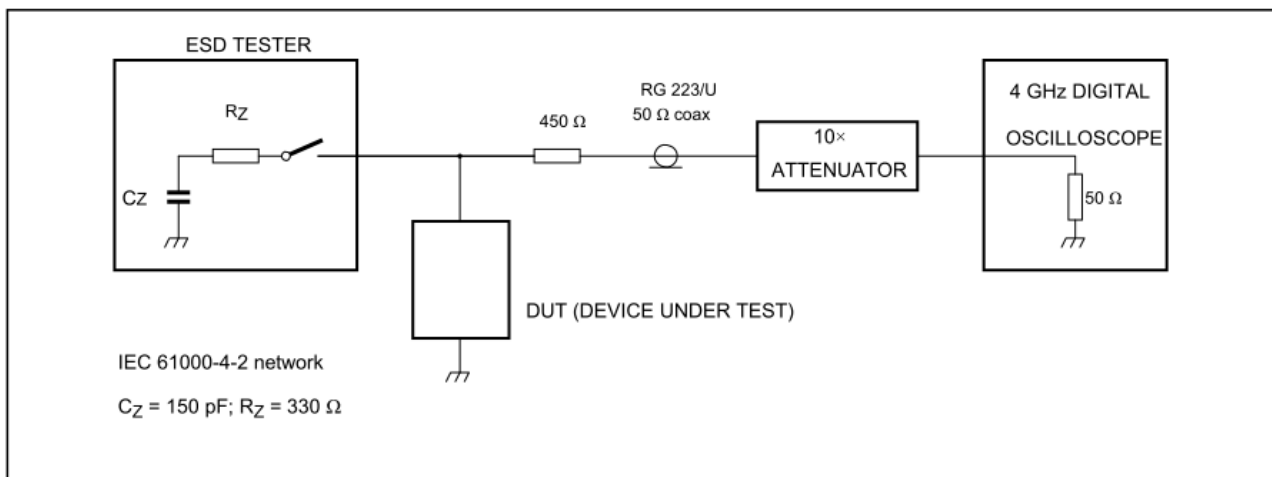 ESD TESTER
RZ
CZ
450 Ω
RG 223/U
50 Ω coax
10×
ATTENUATOR
4 GHz DIGITAL
OSCILLOSCOPE
50 Ω
DUT (DEVICE UNDER TEST)
IEC 61000-4-2 network
CZ = 150 pF; RZ = 330 Ω